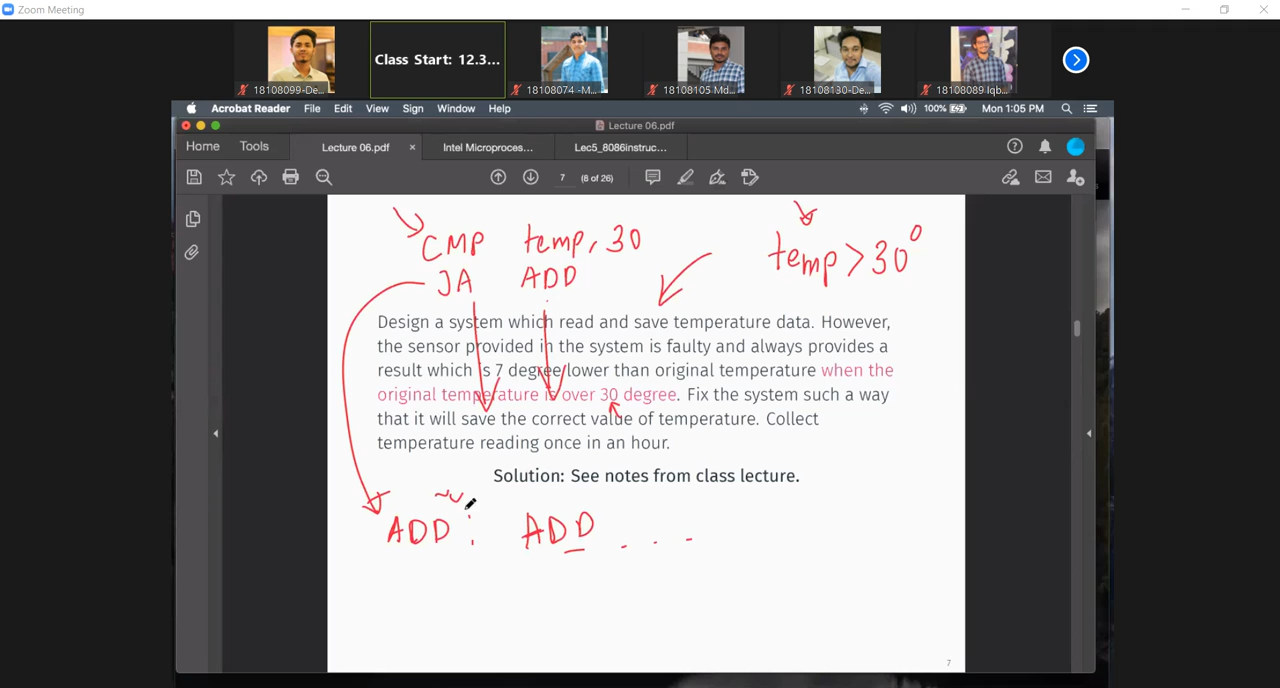 Zoom Meeting
Class Start: 12.3...
18108099-De...
18108074 -M...
18108105 Md...
18108130-De...
18108089 Iqb...
Acrobat Reader File Edit View Sign Window Help
100% Mon 1:05 PM
Lecture 06.pdf
Home Tools Lecture 06.pdf × Intel Microproces... Lec5_8086instruc...
7 (8 of 26)
CMP temp, 30
temp > 30°
JA ADD
Design a system which read and save temperature data. However,
the sensor provided in the system is faulty and always provides a
result which is 7 degree lower than original temperature when the
original temperature is over 30 degree. Fix the system such a way
that it will save the correct value of temperature. Collect
temperature reading once in an hour.
Solution: See notes from class lecture.
ADD : ADD . . .
7